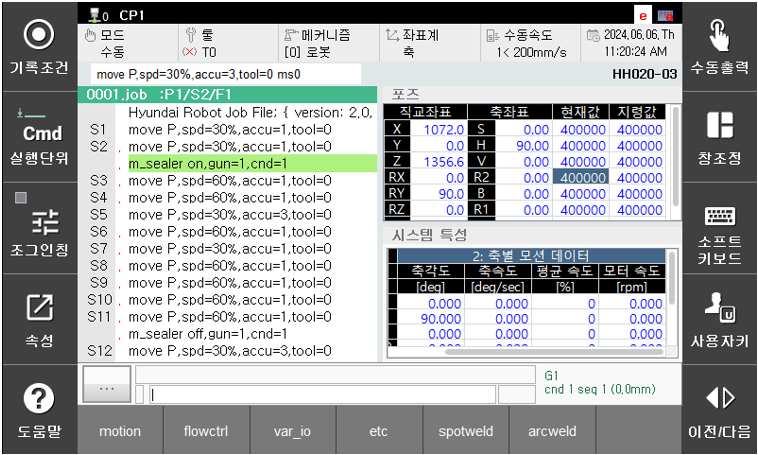 0 CP1 e
모드 수동
툴 (X) T0
메커니즘 [0] 로봇
좌표계 축
수동속도 1< 200mm/s
2024,06,06,Th 11:20:24 AM
기록조건
Cmd
실행단위
조그인칭
속성
도움말
move P,spd=30%,accu=3,tool=0 ms0
HH020-03
0001.job :P1/S2/F1
Hyundai Robot Job File; { version: 2,0,
S1 move P,spd=30%,accu=1,tool=0
S2 . move P,spd=30%,accu=1,tool=0
. m_sealer on,gun=1,cnd=1
S3 . move P,spd=60%,accu=1,tool=0
S4 . move P,spd=60%,accu=1,tool=0
S5 . move P,spd=30%,accu=3,tool=0
S6 . move P,spd=60%,accu=1,tool=0
S7 . move P,spd=30%,accu=1,tool=0
S8 . move P,spd=60%,accu=1,tool=0
S9 . move P,spd=60%,accu=1,tool=0
S10 . move P,spd=60%,accu=1,tool=0
S11 . move P,spd=60%,accu=1,tool=0
. m_sealer off,gun=1,cnd=1
S12 move P,spd=30%,accu=3,tool=0
포즈
직교좌표 축좌표 현재값 지령값
X 1072.0 S 0.00 400000 400000
Y 0.0 H 90.00 400000 400000
Z 1356.6 V 0.00 400000 400000
RX 0.0 R2 0.00 400000 400000
RY 90.0 B 0.00 400000 400000
RZ 0.0 R1 0.00 400000 400000
시스템 특성
2: 축별 모션 데이터
축각도 축속도 평균 속도 모터 속도
[deg] [deg/sec] [%] [rpm]
0.000 0.000 0 0.000
90.000 0.000 0 0.000
0.000 0.000 0 0.000
0.000 0.000 0 0.000
...
G1
cnd 1 seq 1 (0,0mm)
motion flowctrl var_io etc spotweld arcweld
수동출력
창조정
소프트
키보드
U
사용자키
이전/다음